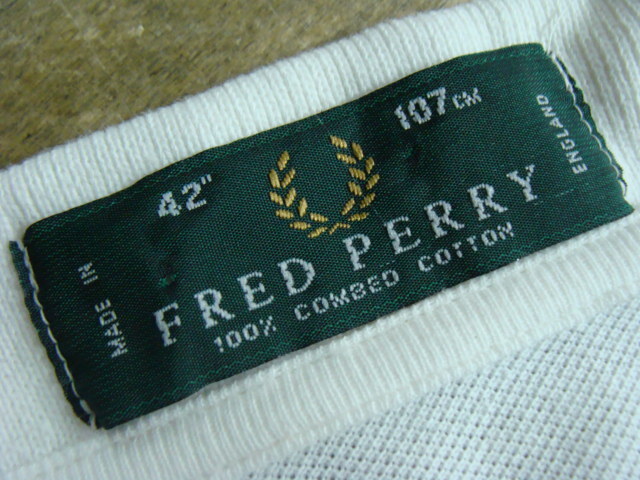 42" 107CM
FRED PERRY
100% COMBED COTTON
MADE IN
ENGLAND